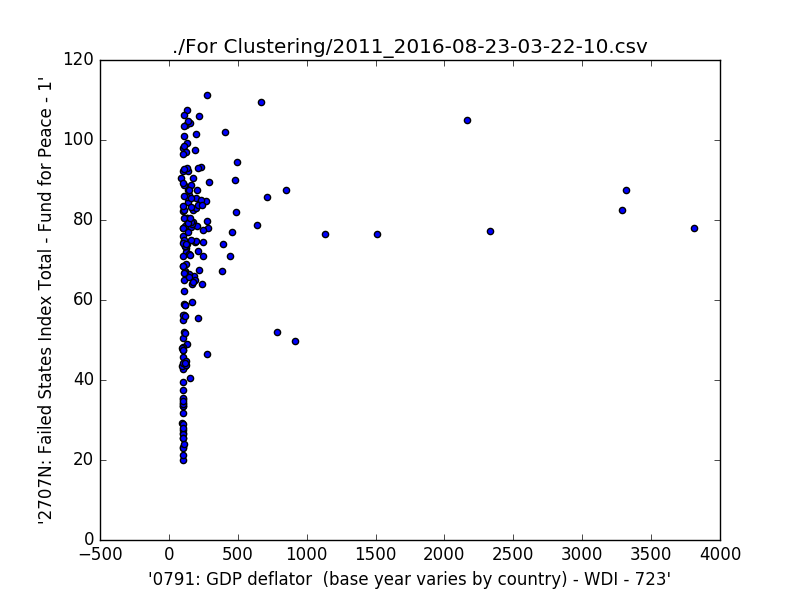 ./For Clustering/2011_2016-08-23-03-22-10.csv
120
100
80
60
40
20
0
'2707N: Failed States Index Total - Fund for Peace - 1'
−500 0 500 1000 1500 2000 2500 3000 3500 4000
'0791: GDP deflator  (base year varies by country) - WDI - 723'